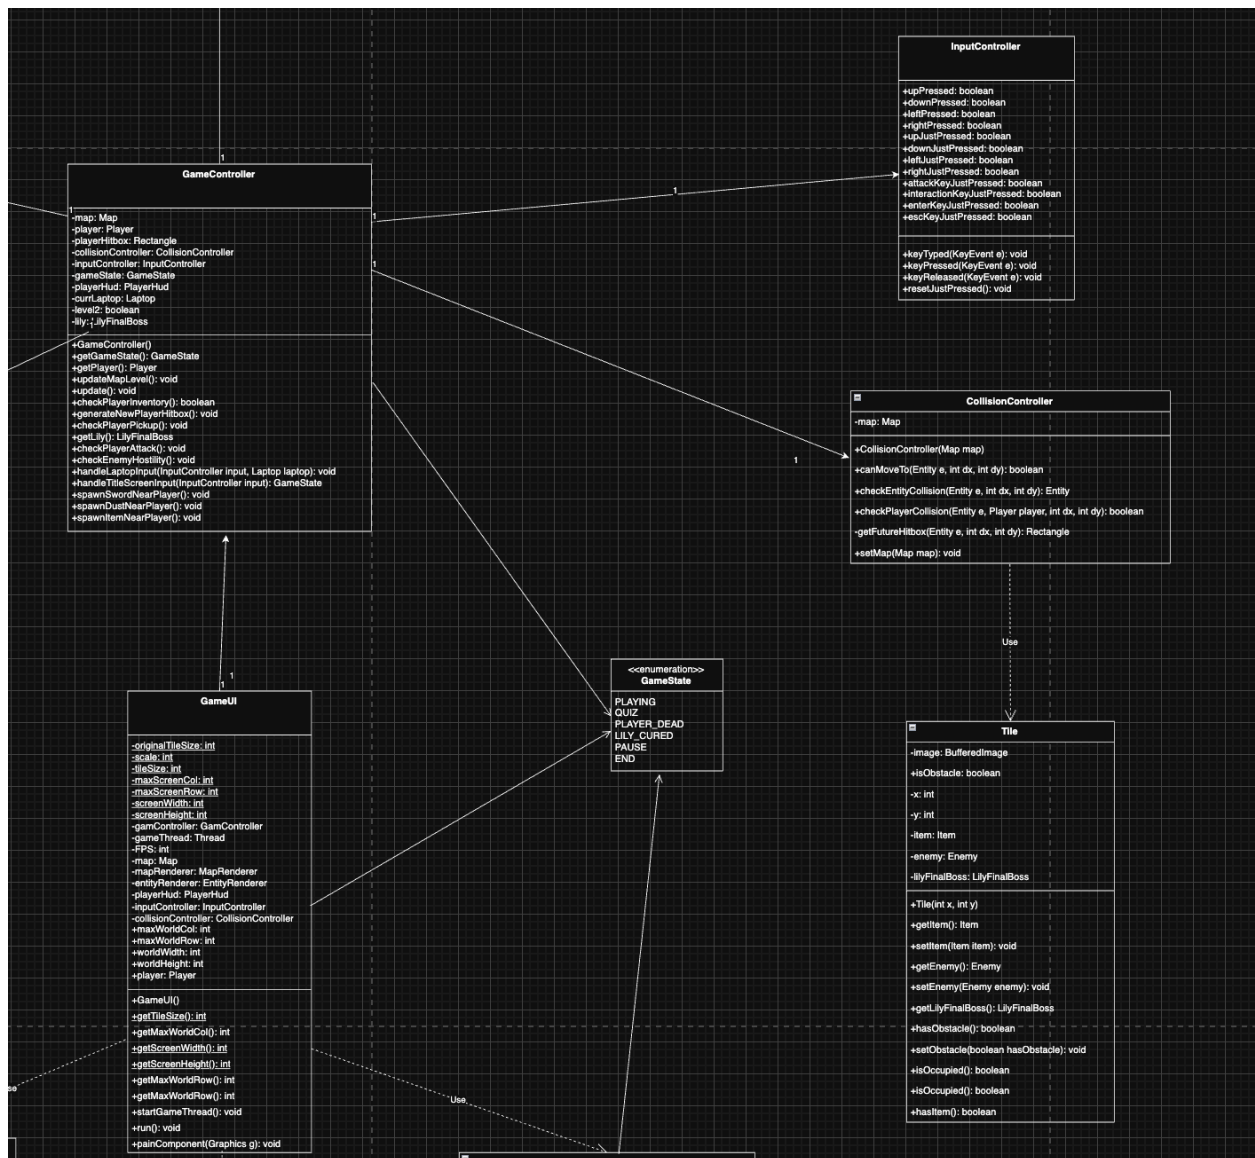 InputController
+upPressed: boolean
+downPressed: boolean
+leftPressed: boolean
+rightPressed: boolean
+upJustPressed: boolean
+downJustPressed: boolean
+leftJustPressed: boolean
+rightJustPressed: boolean
+attackKeyJustPressed: boolean
+interactionKeyJustPressed: boolean
+enterKeyJustPressed: boolean
+escKeyJustPressed: boolean
+keyTyped(KeyEvent e): void
+keyPressed(KeyEvent e): void
+keyReleased(KeyEvent e): void
+resetJustPressed(): void
1
GameController
1
-map: Map
-player: Player
-playerHitbox: Rectangle
-collisionController: CollisionController
-inputController: InputController
-gameState: GameState
-playerHud: PlayerHud
-currLaptop: Laptop
-level2: boolean
-lily: LilyFinalBoss
1
+GameController()
+getGameState(): GameState
+getPlayer(): Player
+updateMapLevel(): void
+update(): void
+checkPlayerInventory(): boolean
+generateNewPlayerHitbox(): void
+checkPlayerPickup(): void
+getLily(): LilyFinalBoss
+checkPlayerAttack(): void
+checkEnemyHostility(): void
+handleLaptopInput(InputController input, Laptop laptop): void
+handleTitleScreenInput(InputController input): GameState
+spawnSwordNearPlayer(): void
+spawnDustNearPlayer(): void
+spawnItemNearPlayer(): void
1
1
1
1
CollisionController
-map: Map
+CollisionController(Map map)
+canMoveTo(Entity e, int dx, int dy): boolean
+checkEntityCollision(Entity e, int dx, int dy): Entity
+checkPlayerCollision(Entity e, Player player, int dx, int dy): boolean
-getFutureHitbox(Entity e, int dx, int dy): Rectangle
+setMap(Map map): void
Use
<<enumeration>>
GameState
PLAYING
QUIZ
PLAYER_DEAD
LILY_CURED
PAUSE
END
1
1
GameUI
-originalTileSize: int
-scale: int
-tileSize: int
-maxScreenCol: int
-maxScreenRow: int
-screenWidth: int
-screenHeight: int
-gamController: GamController
-gameThread: Thread
-FPS: int
-map: Map
-mapRenderer: MapRenderer
-entityRenderer: EntityRenderer
-playerHud: PlayerHud
-inputController: InputController
-collisionController: CollisionController
+maxWorldCol: int
+maxWorldRow: int
+worldWidth: int
+worldHeight: int
+player: Player
+GameUI()
+getTileSize(): int
+getMaxWorldCol(): int
+getScreenWidth(): int
+getScreenHeight(): int
+getMaxWorldRow(): int
+getMaxWorldRow(): int
+startGameThread(): void
+run(): void
+painComponent(Graphics g): void
Use
Tile
-image: BufferedImage
+isObstacle: boolean
-x: int
-y: int
-item: Item
-enemy: Enemy
-lilyFinalBoss: LilyFinalBoss
+Tile(int x, int y)
+getItem(): Item
+setItem(Item item): void
+getEnemy(): Enemy
+setEnemy(Enemy enemy): void
+getLilyFinalBoss(): LilyFinalBoss
+hasObstacle(): boolean
+setObstacle(boolean hasObstacle): void
+isOccupied(): boolean
+isOccupied(): boolean
+hasItem(): boolean